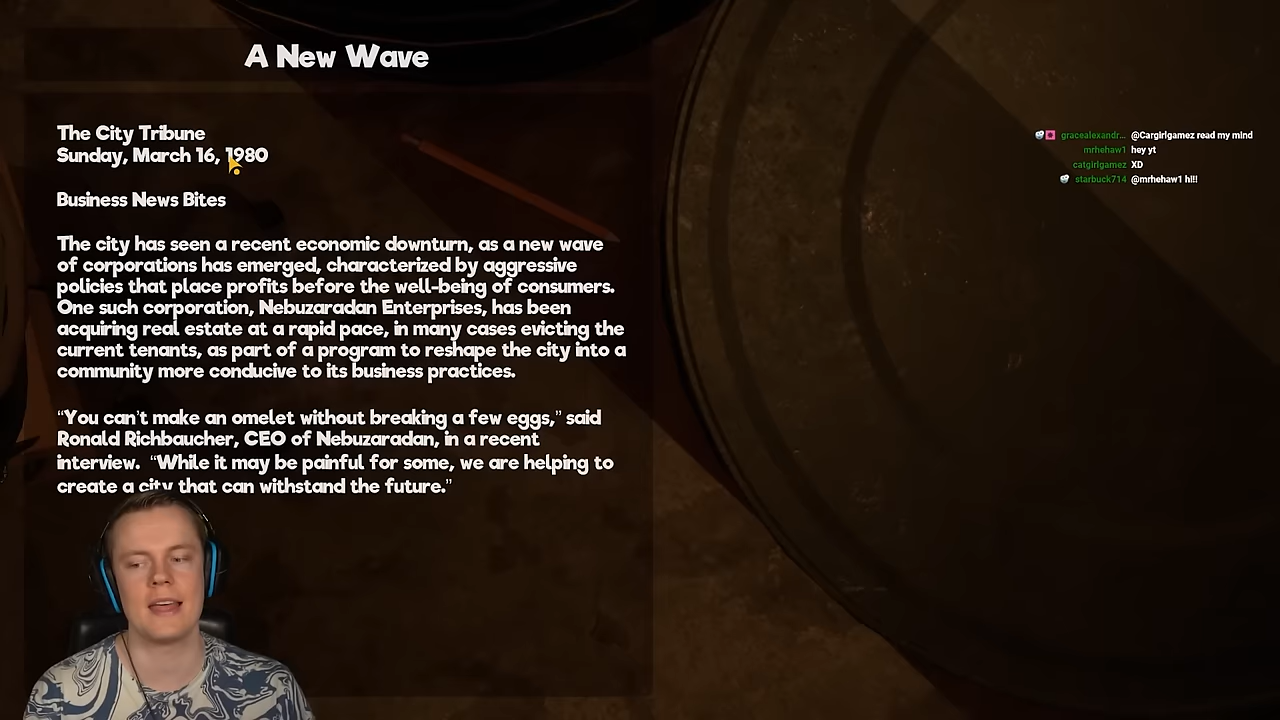 A New Wave
The City Tribune
Sunday, March 16, 1980
Business News Bites
The city has seen a recent economic downturn, as a new wave
of corporations has emerged, characterized by aggressive
policies that place profits before the well-being of consumers.
One such corporation, Nebuzaradan Enterprises, has been
acquiring real estate at a rapid pace, in many cases evicting the
current tenants, as part of a program to reshape the city into a
community more conducive to its business practices.
“You can’t make an omelet without breaking a few eggs,” said
Ronald Richbaucher, CEO of Nebuzaradan, in a recent
interview.  “While it may be painful for some, we are helping to
create a city that can withstand the future.”
gracealexandr... @Cargirlgamez read my mind
mrhehaw1 hey yt
catgirlgamez XD
starbuck714 @mrhehaw1 hi!!